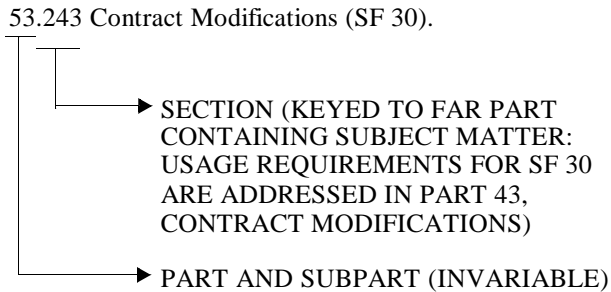 53.243 Contract Modifications (SF 30).
SECTION (KEYED TO FAR PART
CONTAINING SUBJECT MATTER:
USAGE REQUIREMENTS FOR SF 30
ARE ADDRESSED IN PART 43,
CONTRACT MODIFICATIONS)
PART AND SUBPART (INVARIABLE)